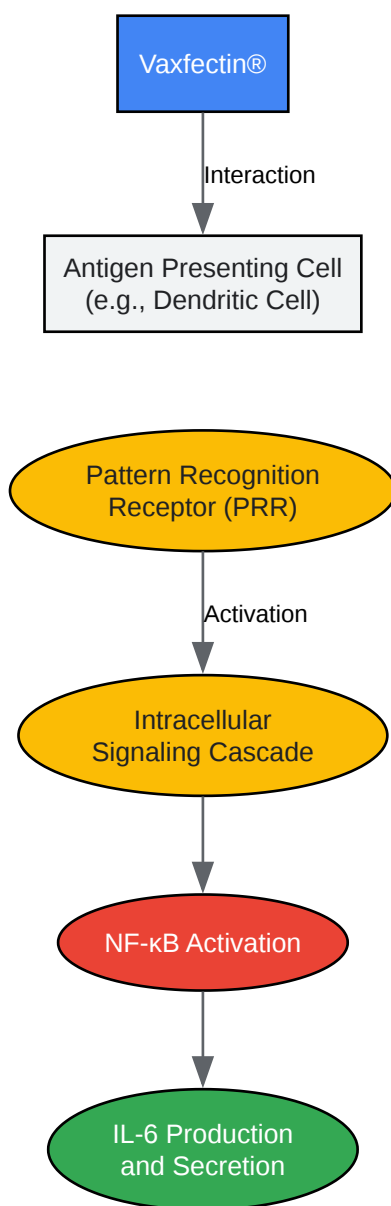 Vaxfectin®
Interaction
Antigen Presenting Cell
(e.g., Dendritic Cell)
Pattern Recognition
Receptor (PRR)
Activation
Intracellular
Signaling Cascade
NF-κB Activation
IL-6 Production
and Secretion